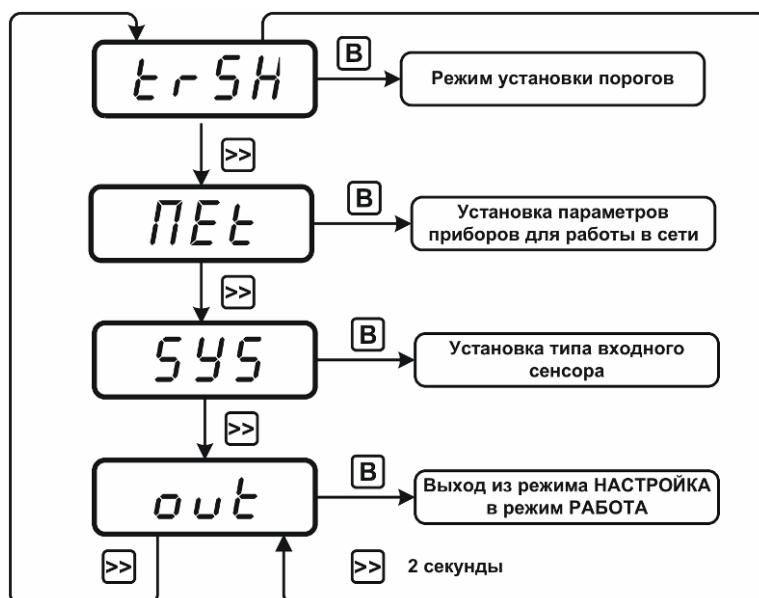 trSH
B
Режим установки порогов
>>
ПEt
B
Установка параметров
приборов для работы в сети
>>
SYS
B
Установка типа входного
сенсора
>>
out
B
Выход из режима НАСТРОЙКА
в режим РАБОТА
>>
>> 2 секунды